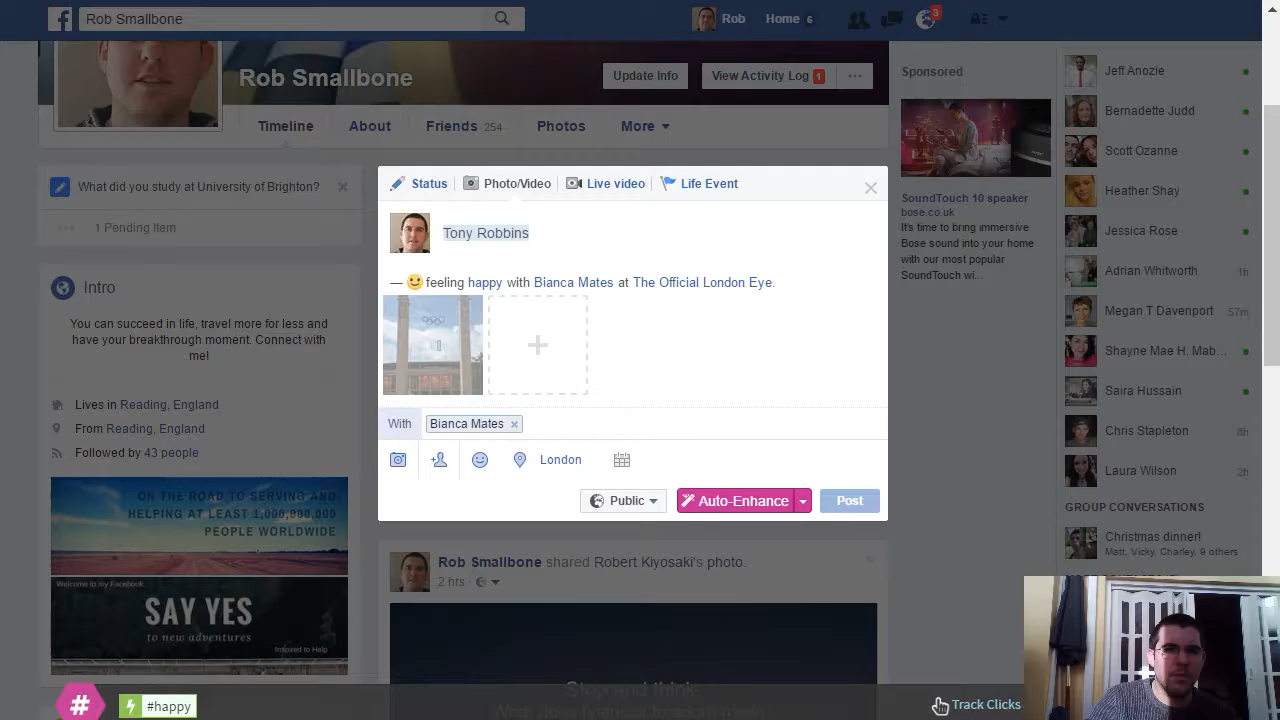 Rob Smallbone
Rob
Home 6
3
Rob Smallbone
Update Info
View Activity Log 1
Timeline
About
Friends 254
Photos
More
What did you study at University of Brighton?
1 Pending Item
Intro
You can succeed in life, travel more for less and
have your breakthrough moment. Connect with
me!
Lives in Reading, England
From Reading, England
Followed by 43 people
ON THE ROAD TO SERVING AND
HELPING AT LEAST 1,000,000,000
PEOPLE WORLDWIDE
Welcome to my Facebook
SAY YES
to new adventures
Inspired to Help
Status
Photo/Video
Live video
Life Event
Tony Robbins
— feeling happy with Bianca Mates at The Official London Eye.
With
Bianca Mates
London
Public
Auto-Enhance
Post
Rob Smallbone shared Robert Kiyosaki's photo.
2 hrs
Stop and think
Sponsored
SoundTouch 10 speaker
bose.co.uk
It's time to bring immersive
Bose sound into your home
with our most popular
SoundTouch wi...
Jeff Anozie
Bernadette Judd
Scott Ozanne
Heather Shay
Jessica Rose
Adrian Whitworth 1h
Megan T Davenport 57m
Shayne Mae H. Mab...
Saira Hussain
Chris Stapleton 8h
Laura Wilson 2h
GROUP CONVERSATIONS
Christmas dinner!
Matt, Vicky, Charley, 9 others
#
#happy
Track Clicks